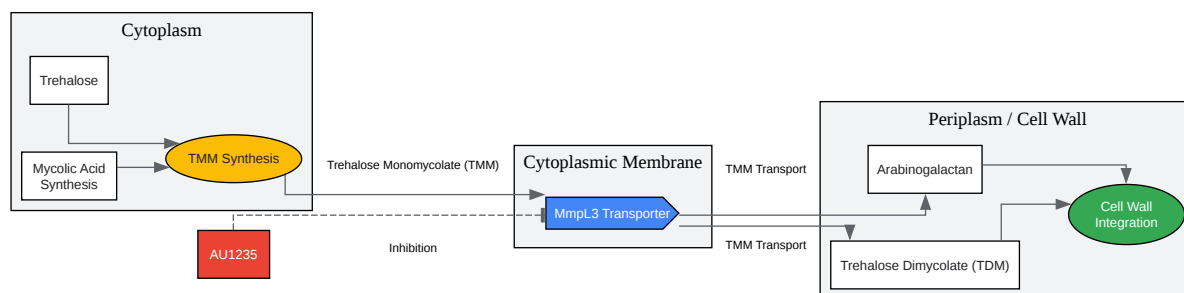 Cytoplasm
Trehalose
Mycolic Acid
Synthesis
TMM Synthesis
AU1235
Trehalose Monomycolate (TMM)
Inhibition
Cytoplasmic Membrane
MmpL3 Transporter
TMM Transport
TMM Transport
Periplasm / Cell Wall
Arabinogalactan
Trehalose Dimycolate (TDM)
Cell Wall
Integration